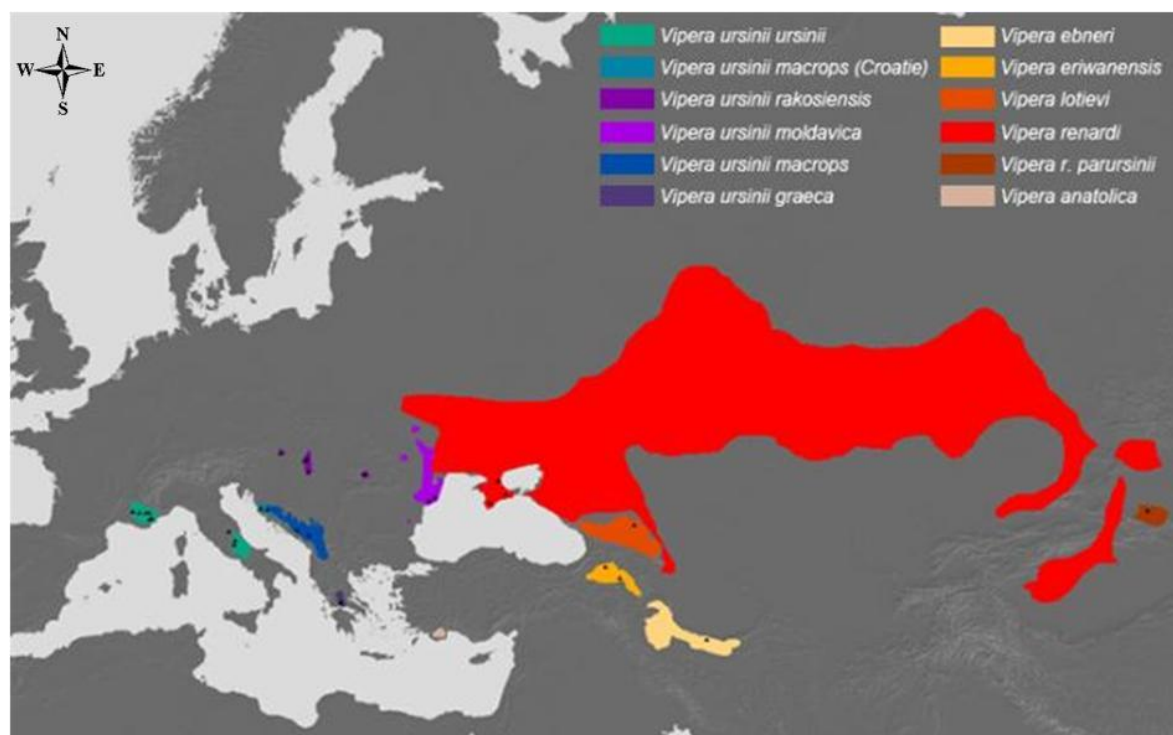 N
W E
S
Vipera ursinii ursinii
Vipera ursinii macrops (Croatie)
Vipera ursinii rakosiensis
Vipera ursinii moldavica
Vipera ursinii macrops
Vipera ursinii graeca
Vipera ebneri
Vipera eriwanensis
Vipera lotievi
Vipera renardi
Vipera r. parursinii
Vipera anatolica